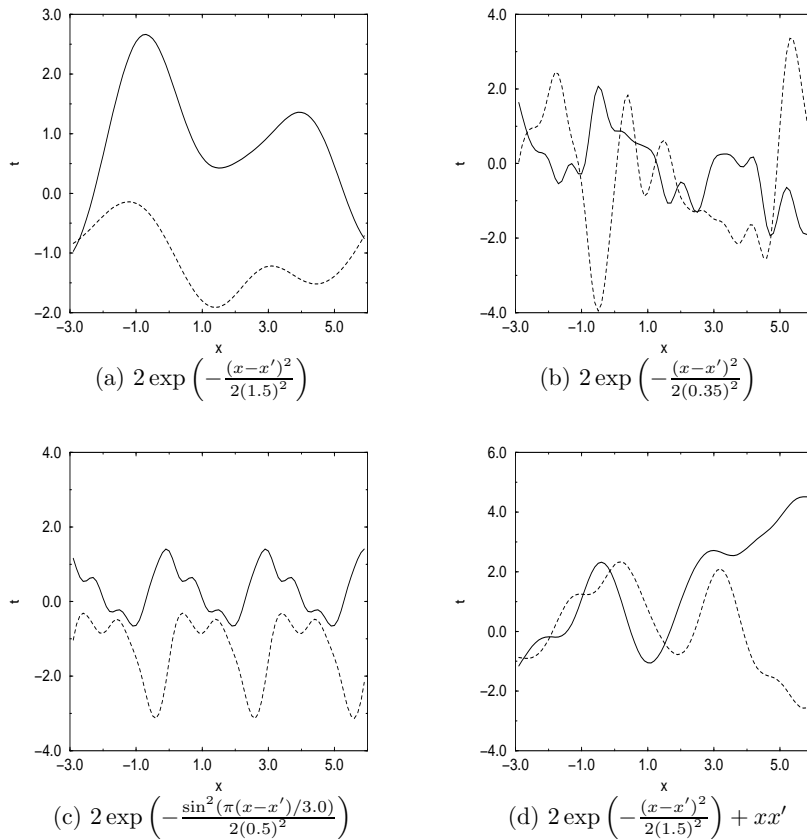 3.0
2.0
1.0
0.0
−1.0
−2.0
t
−3.0 −1.0 1.0 3.0 5.0
x
(a) 2 exp (−(x−x′)²/2(1.5)²)
4.0
2.0
0.0
−2.0
−4.0
t
−3.0 −1.0 1.0 3.0 5.0
x
(b) 2 exp (−(x−x′)²/2(0.35)²)
4.0
2.0
0.0
−2.0
−4.0
t
−3.0 −1.0 1.0 3.0 5.0
x
(c) 2 exp (−sin²(π(x−x′)/3.0)/2(0.5)²)
6.0
4.0
2.0
0.0
−2.0
−4.0
t
−3.0 −1.0 1.0 3.0 5.0
x
(d) 2 exp (−(x−x′)²/2(1.5)²) + xx′